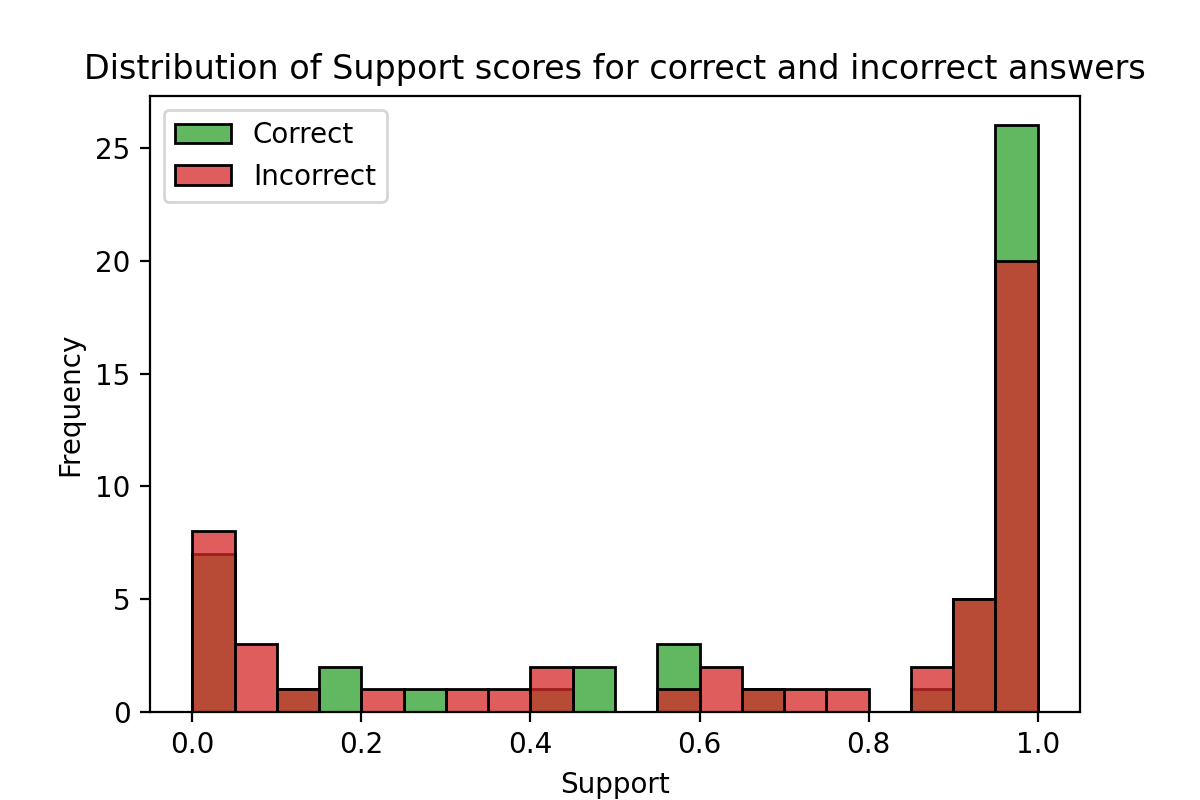 Distribution of Support scores for correct and incorrect answers
Correct
Incorrect
25
20
15
10
5
0
Frequency
0.0 0.2 0.4 0.6 0.8 1.0
Support